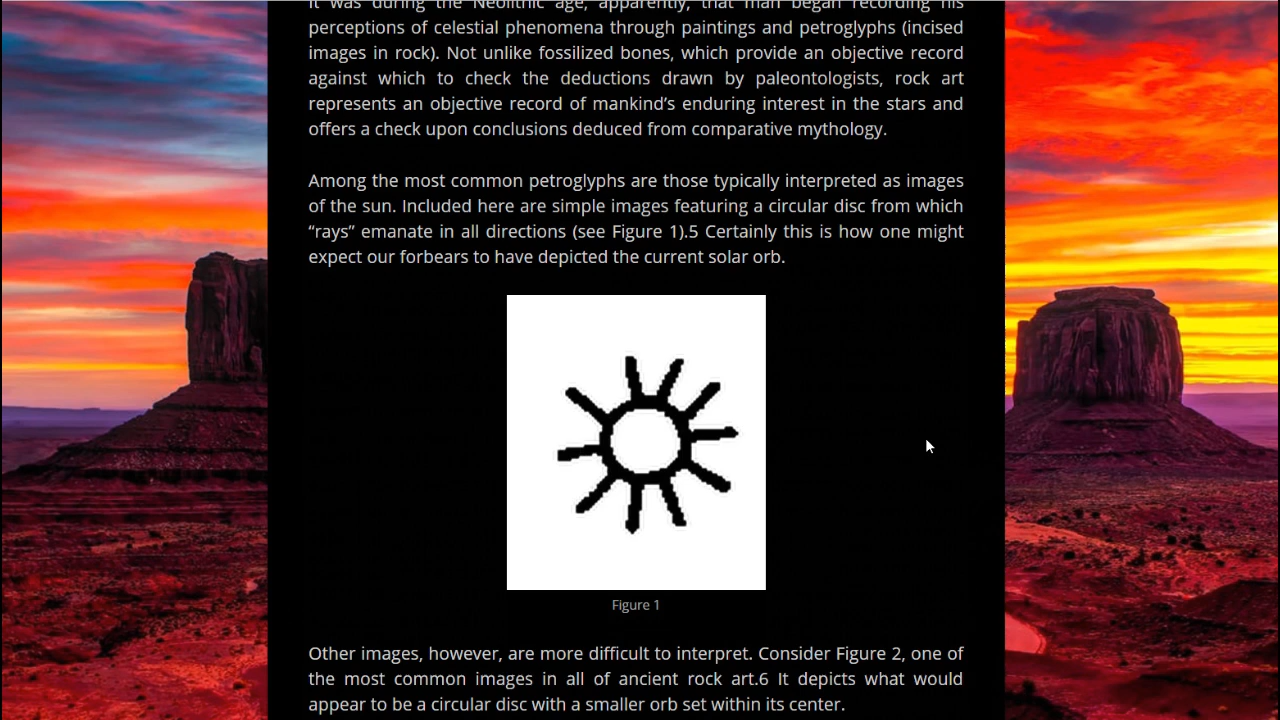 It was during the Neolithic age, apparently, that man began recording his
perceptions of celestial phenomena through paintings and petroglyphs (incised
images in rock). Not unlike fossilized bones, which provide an objective record
against which to check the deductions drawn by paleontologists, rock art
represents an objective record of mankind’s enduring interest in the stars and
offers a check upon conclusions deduced from comparative mythology.
Among the most common petroglyphs are those typically interpreted as images
of the sun. Included here are simple images featuring a circular disc from which
“rays” emanate in all directions (see Figure 1).5 Certainly this is how one might
expect our forbears to have depicted the current solar orb.
Figure 1
Other images, however, are more difficult to interpret. Consider Figure 2, one of
the most common images in all of ancient rock art.6 It depicts what would
appear to be a circular disc with a smaller orb set within its center.